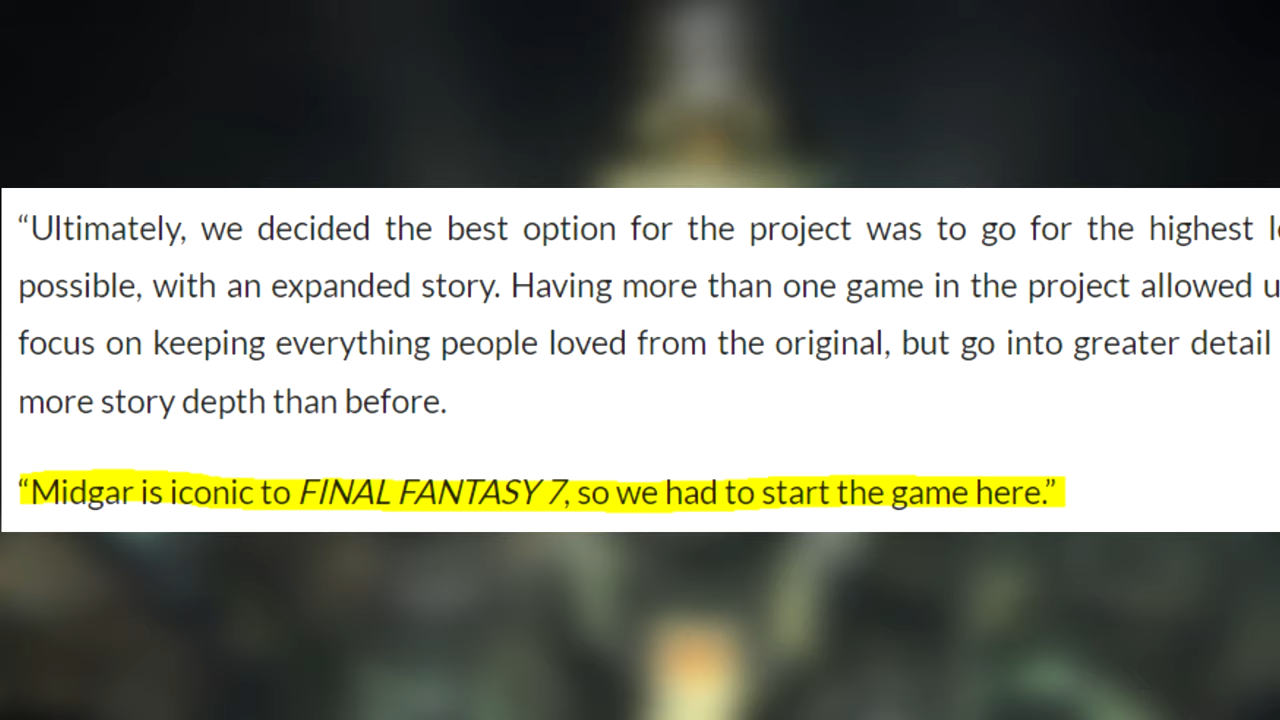 “Ultimately, we decided the best option for the project was to go for the highest
possible, with an expanded story. Having more than one game in the project allowed
focus on keeping everything people loved from the original, but go into greater detail
more story depth than before.
“Midgar is iconic to FINAL FANTASY 7, so we had to start the game here.”